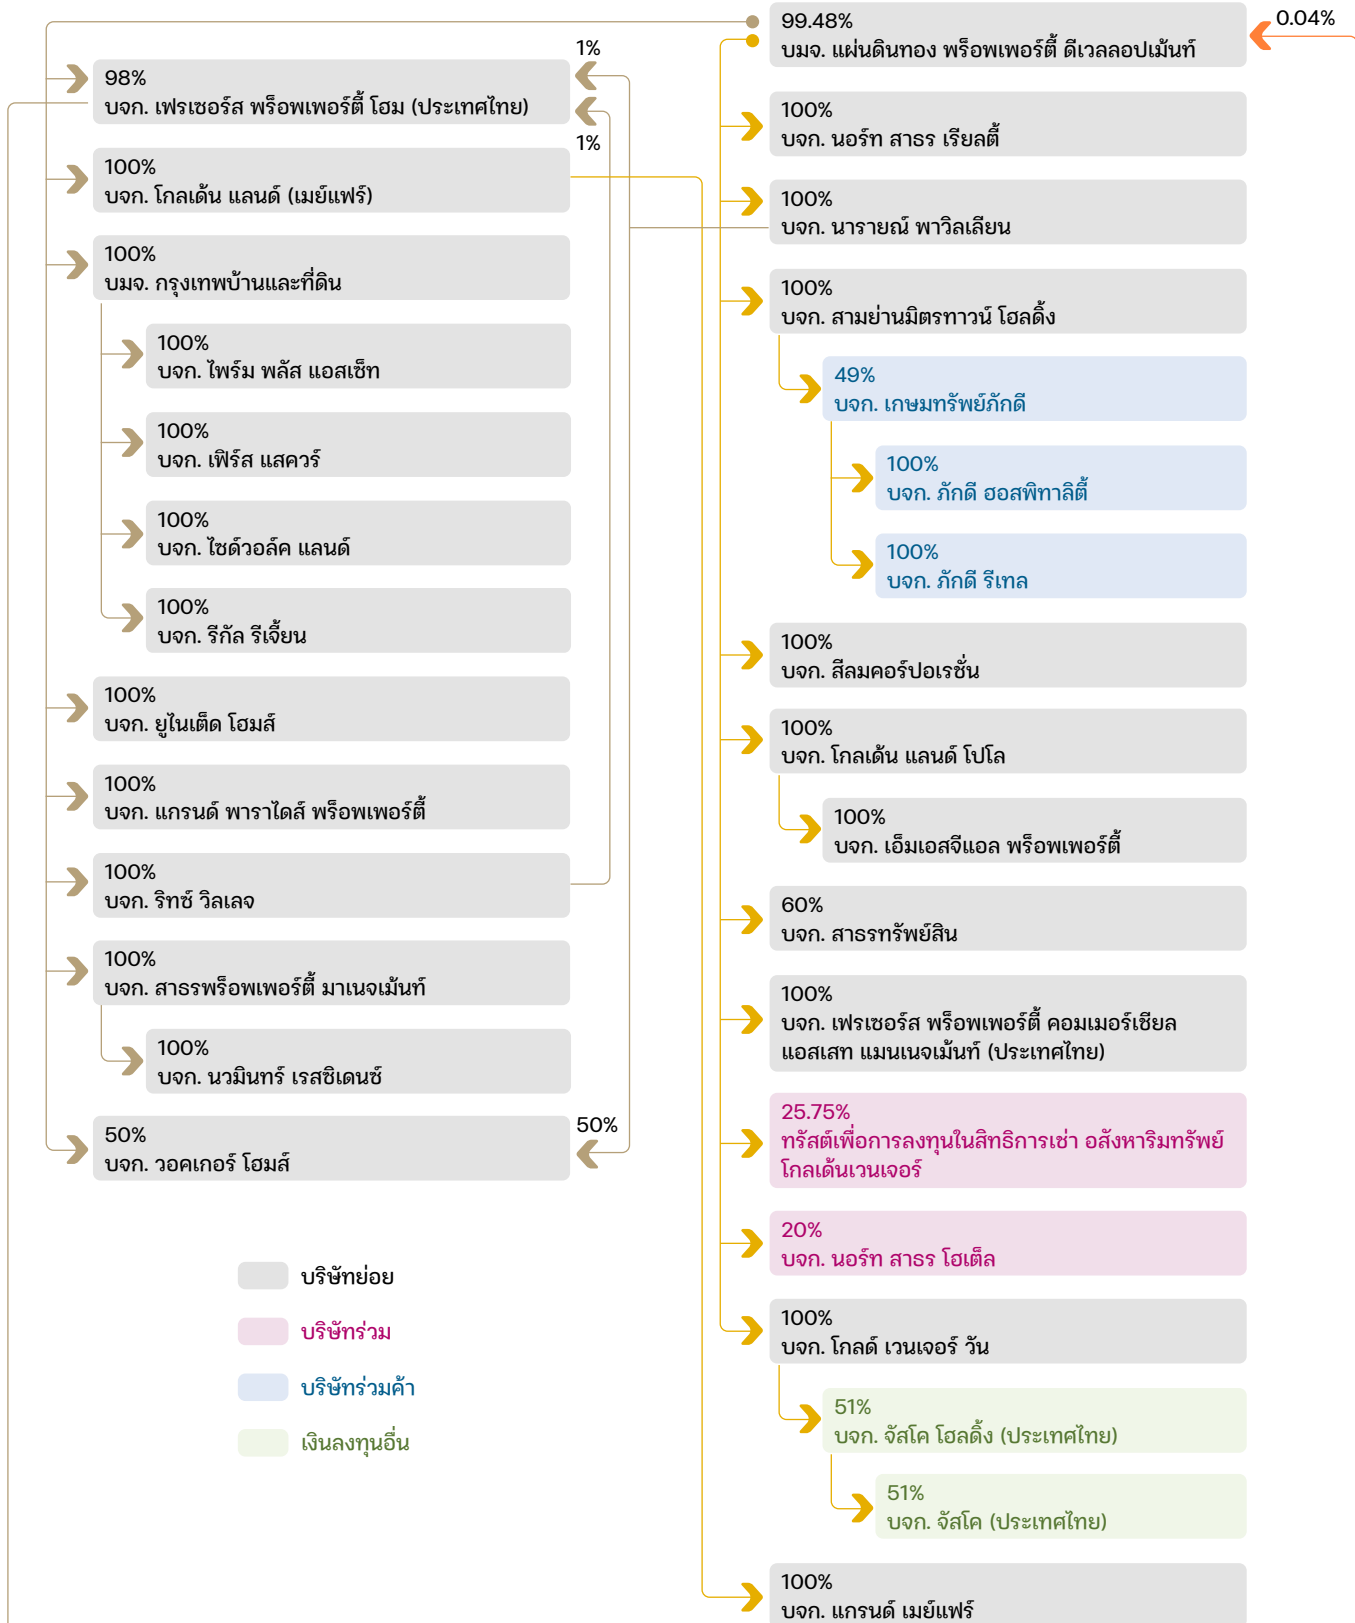 99.48%
บมจ. แผ่นดินทอง พร็อพเพอร์ตี้ ดีเวลลอปเม้นท์
0.04%
1%
98%
บจก. เฟรเซอร์ส พร็อพเพอร์ตี้ โฮม (ประเทศไทย)
1%
100%
บจก. โกลเด้น แลนด์ (เมย์แฟร์)
100%
บมจ. กรุงเทพบ้านและที่ดิน
100%
บจก. ไพร์ม พลัส แอสเซ็ท
100%
บจก. เฟิร์ส แสควร์
100%
บจก. ไซด์วอล์ค แลนด์
100%
บจก. รีกัล รีเจี้ยน
100%
บจก. ยูไนเต็ด โฮมส์
100%
บจก. แกรนด์ พาราไดส์ พร็อพเพอร์ตี้
100%
บจก. ริทซ์ วิลเลจ
100%
บจก. สาธรพร็อพเพอร์ตี้ มาเนจเม้นท์
100%
บจก. นวมินทร์ เรสซิเดนซ์
50%
บจก. วอคเกอร์ โฮมส์
50%
100%
บจก. นอร์ท สาธร เรียลตี้
100%
บจก. นารายณ์ พาวิลเลียน
100%
บจก. สามย่านมิตรทาวน์ โฮลดิ้ง
49%
บจก. เกษมทรัพย์ภักดี
100%
บจก. ภักดี ฮอสพิทาลิตี้
100%
บจก. ภักดี รีเทล
100%
บจก. สีลมคอร์ปอเรชั่น
100%
บจก. โกลเด้น แลนด์ โปโล
100%
บจก. เอ็มเอสจีแอล พร็อพเพอร์ตี้
60%
บจก. สาธรทรัพย์สิน
100%
บจก. เฟรเซอร์ส พร็อพเพอร์ตี้ คอมเมอร์เชียล
แอสเสท แมนเนจเม้นท์ (ประเทศไทย)
25.75%
ทรัสต์เพื่อการลงทุนในสิทธิการเช่า อสังหาริมทรัพย์
โกลเด้นเวนเจอร์
20%
บจก. นอร์ท สาธร โฮเต็ล
100%
บจก. โกลด์ เวนเจอร์ วัน
51%
บจก. จัสโค โฮลดิ้ง (ประเทศไทย)
51%
บจก. จัสโค (ประเทศไทย)
100%
บจก. แกรนด์ เมย์แฟร์
บริษัทย่อย
บริษัทร่วม
บริษัทร่วมค้า
เงินลงทุนอื่น